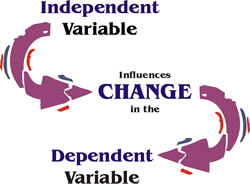 Independent
Variable
Influences
CHANGE
in the
Dependent
Variable